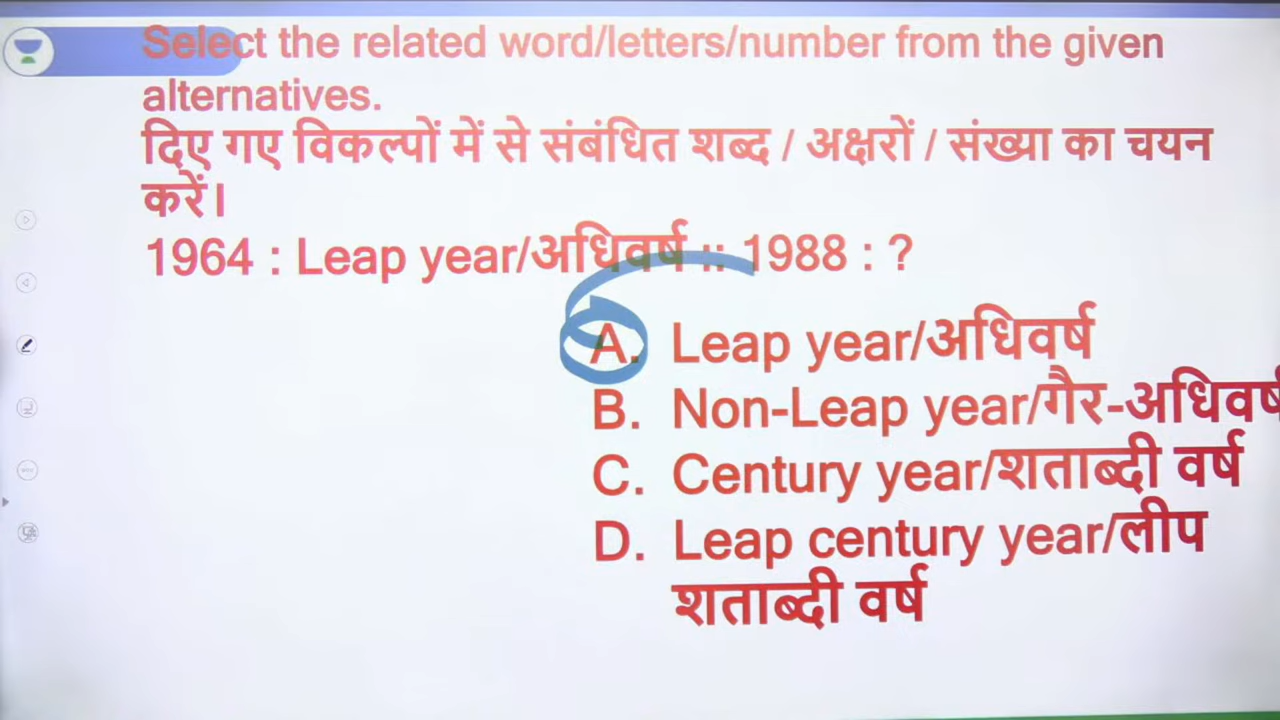 Select the related word/letters/number from the given
alternatives.
दिए गए विकल्पों में से संबंधित शब्द / अक्षरों / संख्या का चयन
करें।
1964 : Leap year/अधिवर्ष :: 1988 : ?
A. Leap year/अधिवर्ष
B. Non-Leap year/गैर-अधिवर्ष
C. Century year/शताब्दी वर्ष
D. Leap century year/लीप
शताब्दी वर्ष